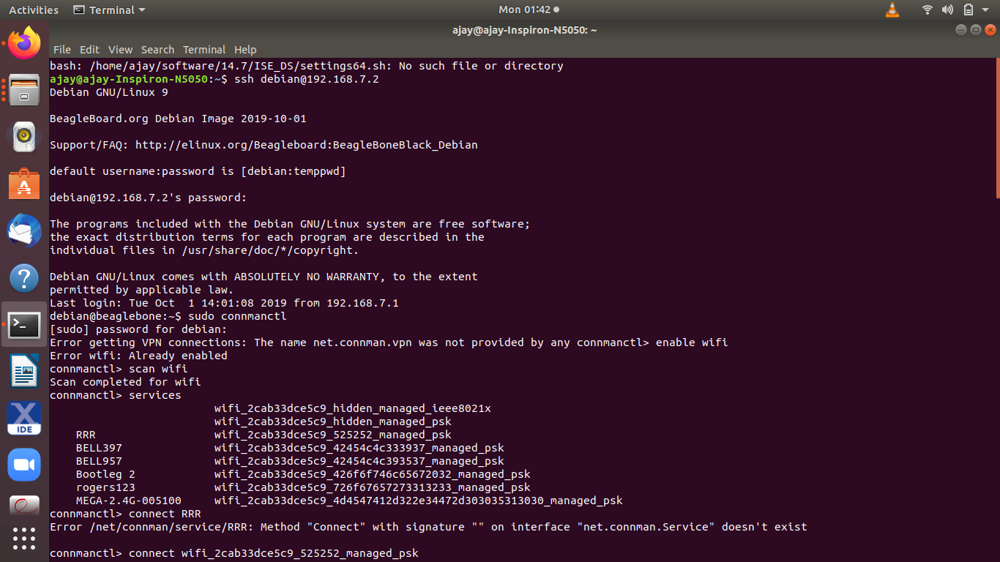 Activities Terminal Mon 01:42
ajay@ajay-Inspiron-N5050: ~
File Edit View Search Terminal Help
bash: /home/ajay/software/14.7/ISE_DS/settings64.sh: No such file or directory
ajay@ajay-Inspiron-N5050:~$ ssh debian@192.168.7.2
Debian GNU/Linux 9
BeagleBoard.org Debian Image 2019-10-01
Support/FAQ: http://elinux.org/Beagleboard:BeagleBoneBlack_Debian
default username:password is [debian:temppwd]
debian@192.168.7.2's password:
The programs included with the Debian GNU/Linux system are free software;
the exact distribution terms for each program are described in the
individual files in /usr/share/doc/*/copyright.
Debian GNU/Linux comes with ABSOLUTELY NO WARRANTY, to the extent
permitted by applicable law.
Last login: Tue Oct  1 14:01:08 2019 from 192.168.7.1
debian@beaglebone:~$ sudo connmanctl
[sudo] password for debian:
Error getting VPN connections: The name net.connman.vpn was not provided by any connmanctl> enable wifi
Error wifi: Already enabled
connmanctl> scan wifi
Scan completed for wifi
connmanctl> services
wifi_2cab33dce5c9_hidden_managed_ieee8021x
wifi_2cab33dce5c9_hidden_managed_psk
RRR wifi_2cab33dce5c9_525252_managed_psk
BELL397 wifi_2cab33dce5c9_42454c4c333937_managed_psk
BELL957 wifi_2cab33dce5c9_42454c4c393537_managed_psk
Bootleg 2 wifi_2cab33dce5c9_426f6f746c65672032_managed_psk
rogers123 wifi_2cab33dce5c9_726f67657273313233_managed_psk
MEGA-2.4G-005100 wifi_2cab33dce5c9_4d4547412d322e34472d303035313030_managed_psk
connmanctl> connect RRR
Error /net/connman/service/RRR: Method "Connect" with signature "" on interface "net.connman.Service" doesn't exist
connmanctl> connect wifi_2cab33dce5c9_525252_managed_psk
X
IDE